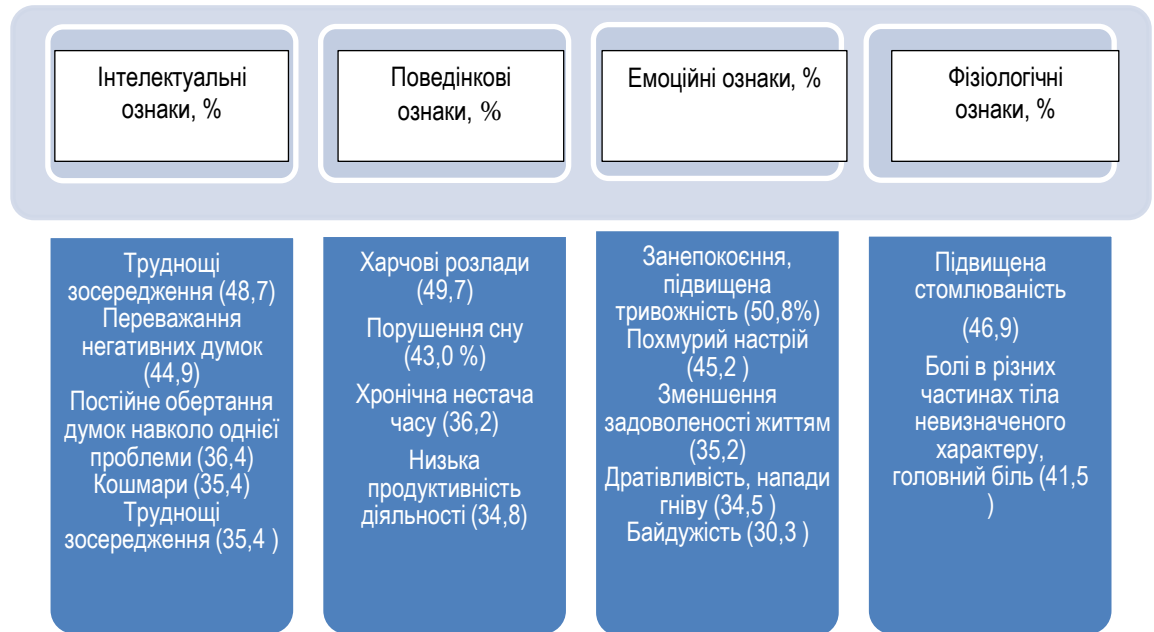 Інтелектуальні
ознаки, %
Поведінкові
ознаки, %
Емоційні ознаки, %
Фізіологічні
ознаки, %
Труднощі
зосередження (48,7)
Переважання
негативних думок
(44,9)
Постійне обертання
думок навколо однієї
проблеми (36,4)
Кошмари (35,4)
Труднощі
зосередження (35,4 )
Харчові розлади
(49,7)
Порушення сну
(43,0 %)
Хронічна нестача
часу (36,2)
Низька
продуктивність
діяльності (34,8)
Занепокоєння,
підвищена
тривожність (50,8%)
Похмурий настрій
(45,2 )
Зменшення
задоволеності життям
(35,2)
Дратівливість, напади
гніву (34,5 )
Байдужість (30,3 )
Підвищена
стомлюваність
(46,9)
Болі в різних
частинах тіла
невизначеного
характеру,
головний біль (41,5
)